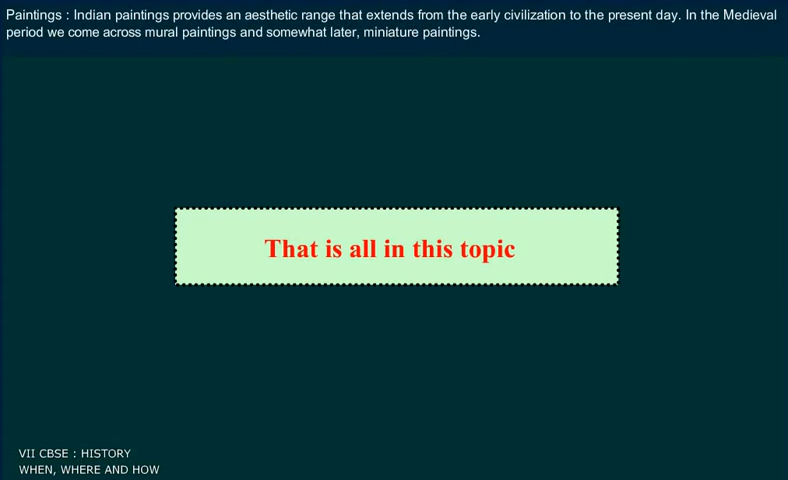 Paintings : Indian paintings provides an aesthetic range that extends from the early civilization to the present day. In the Medieval
period we come across mural paintings and somewhat later, miniature paintings.
That is all in this topic
VII CBSE : HISTORY
WHEN, WHERE AND HOW